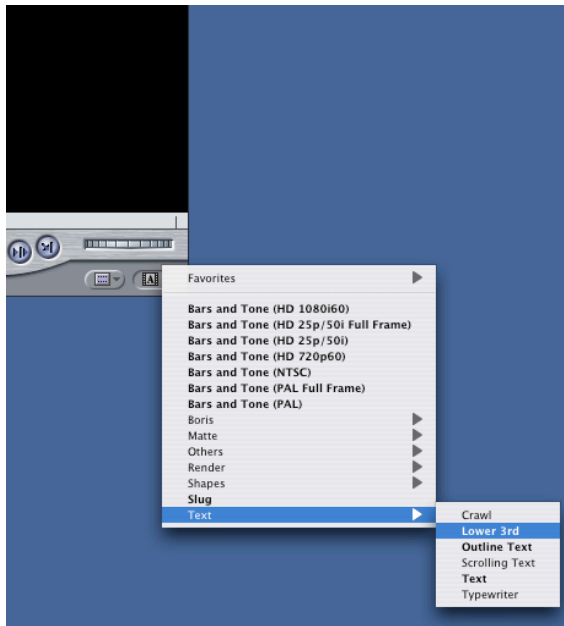 A
Favorites
Bars and Tone (HD 1080i60)
Bars and Tone (HD 25p/50i Full Frame)
Bars and Tone (HD 25p/50i)
Bars and Tone (HD 720p60)
Bars and Tone (NTSC)
Bars and Tone (PAL Full Frame)
Bars and Tone (PAL)
Boris
Matte
Others
Render
Shapes
Slug
Text
Crawl
Lower 3rd
Outline Text
Scrolling Text
Text
Typewriter